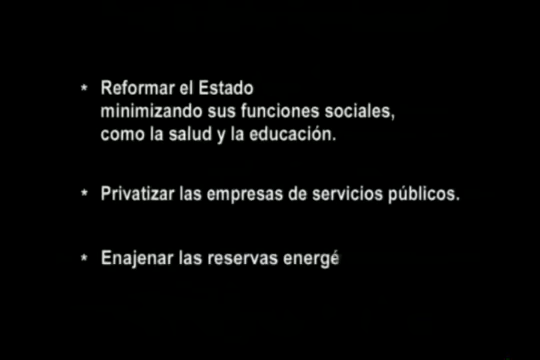 * Reformar el Estado
minimizando sus funciones sociales,
como la salud y la educación.
* Privatizar las empresas de servicios públicos.
* Enajenar las reservas energé